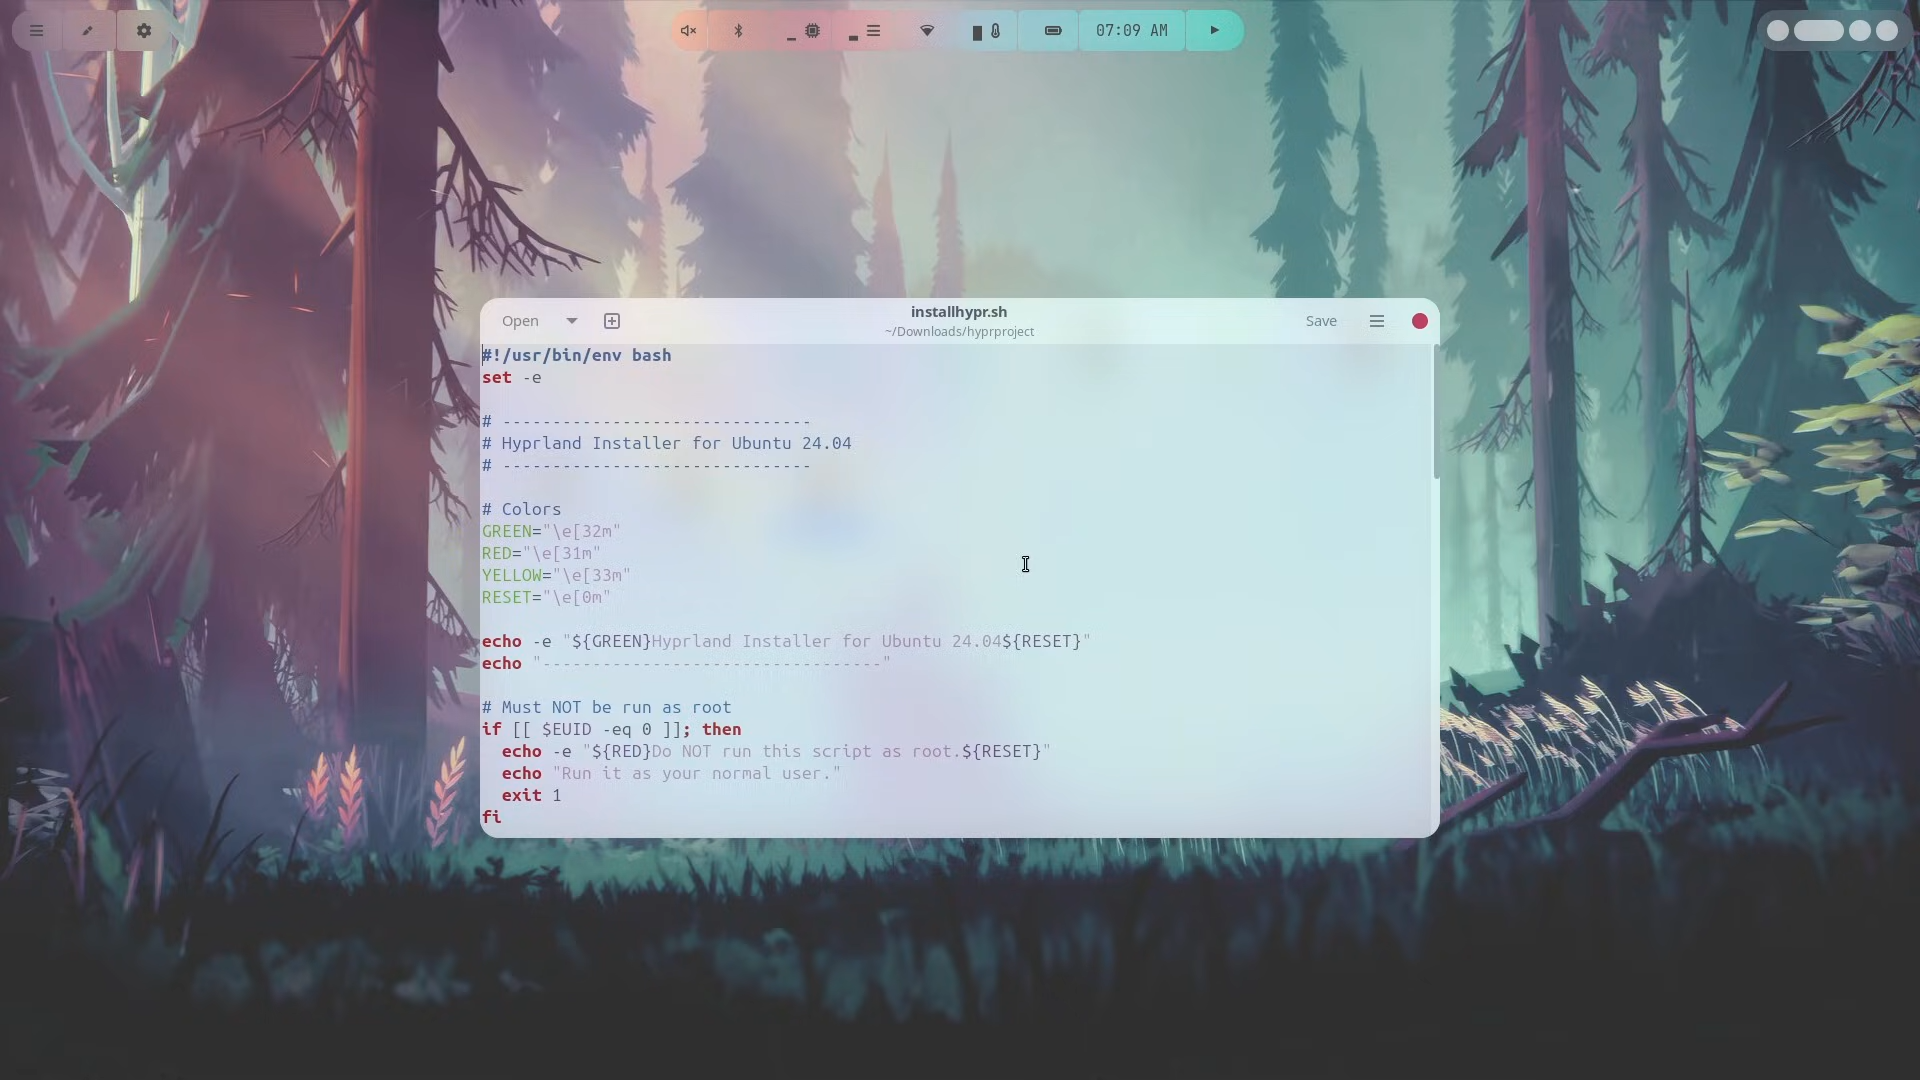 07:09 AM
Open
installhypr.sh
~/Downloads/hyprproject
Save
#!/usr/bin/env bash
set -e
# -------------------------------
# Hyprland Installer for Ubuntu 24.04
# -------------------------------
# Colors
GREEN="\e[32m"
RED="\e[31m"
YELLOW="\e[33m"
RESET="\e[0m"
echo -e "${GREEN}Hyprland Installer for Ubuntu 24.04${RESET}"
echo "----------------------------------"
# Must NOT be run as root
if [[ $EUID -eq 0 ]]; then
  echo -e "${RED}Do NOT run this script as root.${RESET}"
  echo "Run it as your normal user."
  exit 1
fi